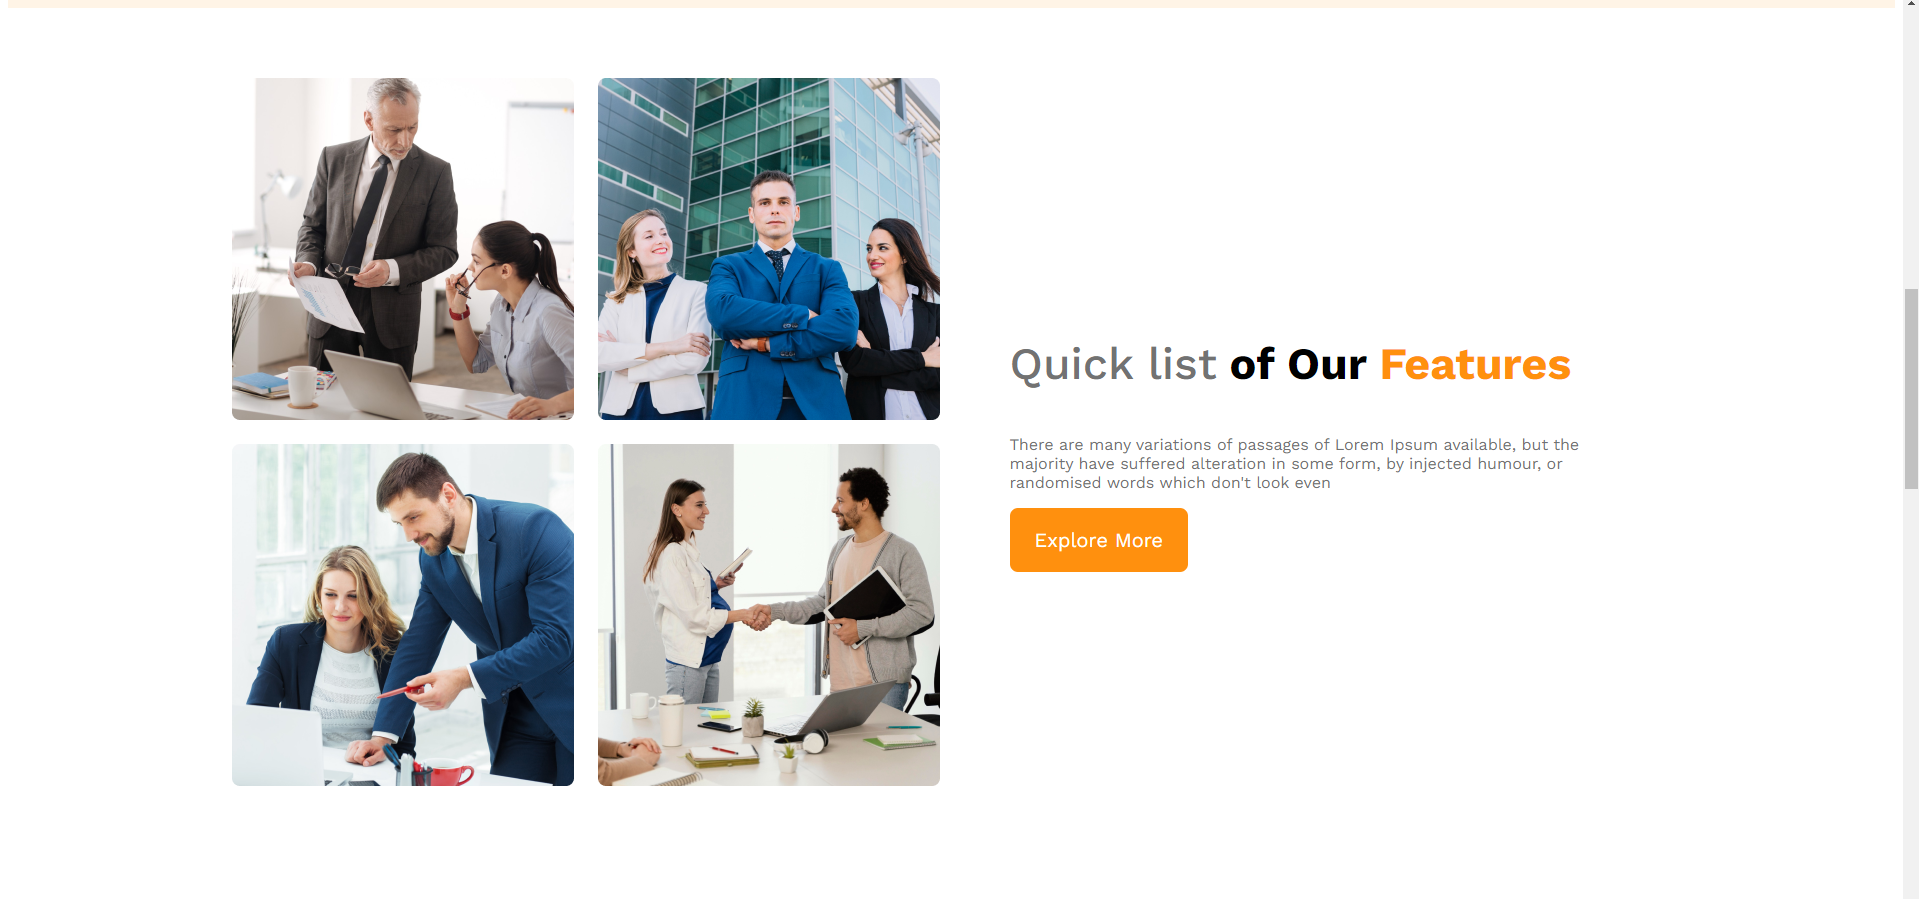 Quick list of Our Features
There are many variations of passages of Lorem Ipsum available, but the
majority have suffered alteration in some form, by injected humour, or
randomised words which don't look even
Explore More